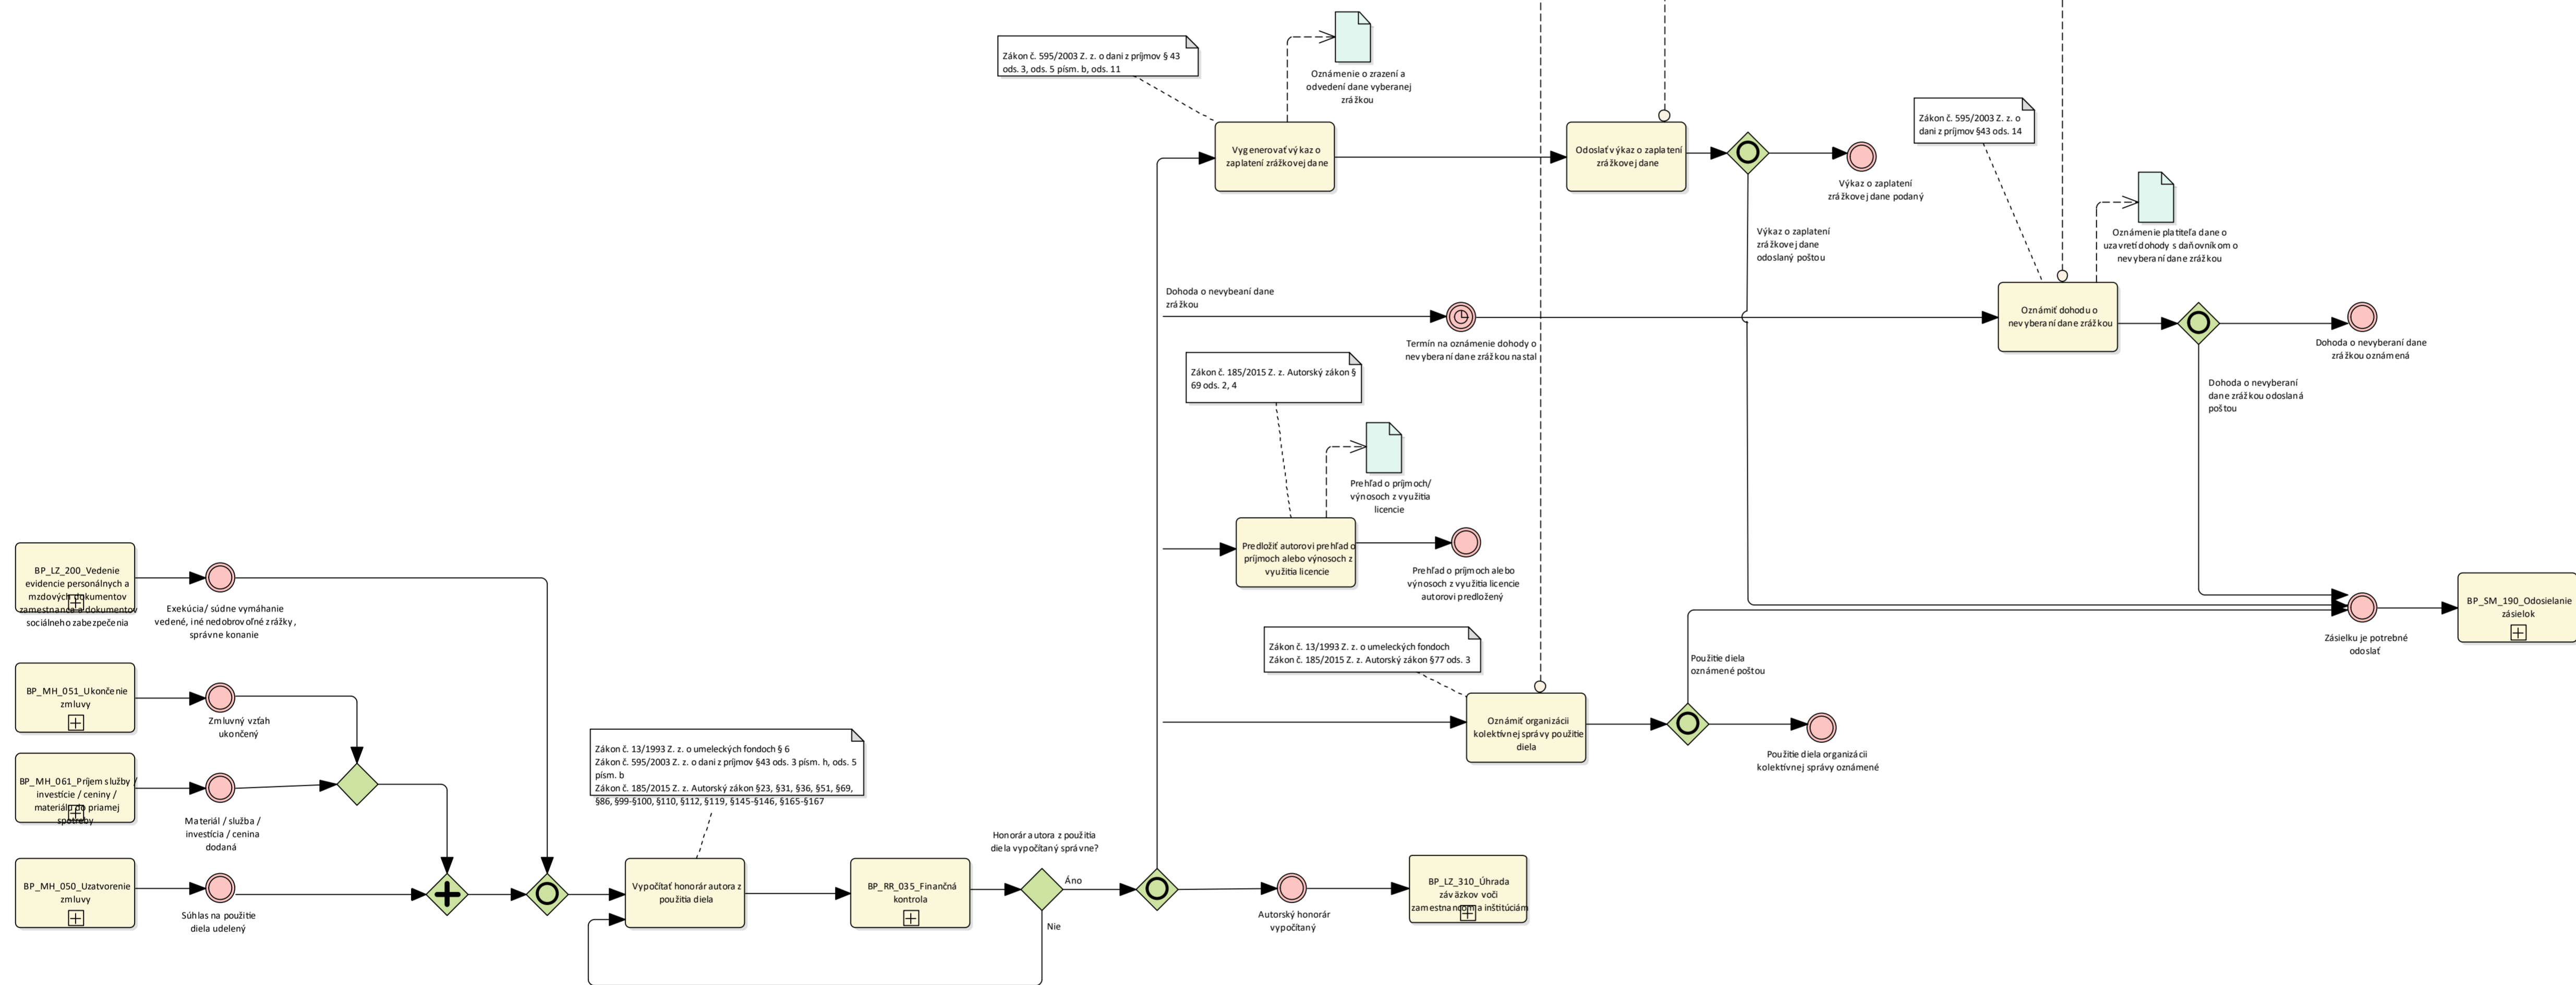 Zákon č. 595/2003 Z. z. o dani z príjmov § 43
ods. 3, ods. 5 písm. b, ods. 11
Oznámenie o zrazení a
odvedení dane vyberanej
zrážkou
Vygenerovať výkaz o
zaplatení zrážkovej dane
Odoslať výkaz o zaplatení
zrážkovej dane
Výkaz o zaplatení
zrážkovej dane podaný
Zákon č. 595/2003 Z. z. o
dani z príjmov §43 ods. 14
Výkaz o zaplatení
zrážkovej dane
odoslaný poštou
Oznámenie platiteľa dane o
uzavretí dohody s daňovníkom o
nevyberaní dane zrážkou
Dohoda o nevybeaní dane
zrážkou
Termín na oznámenie dohody o
nevyberaní dane zrážkou nastal
Oznámiť dohodu o
nevyberaní dane zrážkou
Dohoda o nevyberaní dane
zrážkou oznámená
Dohoda o nevyberaní
dane zrážkou odoslaná
poštou
Zákon č. 185/2015 Z. z. Autorský zákon §
69 ods. 2, 4
Prehľad o príjmoch/
výnosoch z využitia
licencie
Predložiť autorovi prehľad o
príjmoch alebo výnosoch z
využitia licencie
Prehľad o príjmoch alebo
výnosoch z využitia licencie
autorovi predložený
BP_LZ_200_Vedenie
evidencie personálnych a
mzdových dokumentov
zamestnanca a dokumentov
sociálneho zabezpečenia
Exekúcia/ súdne vymáhanie
vedené, iné nedobrovoľné zrážky,
správne konanie
BP_SM_190_Odosielanie
zásielok
Zásielku je potrebné
odoslať
Zákon č. 13/1993 Z. z. o umeleckých fondoch
Zákon č. 185/2015 Z. z. Autorský zákon §77 ods. 3
Použitie diela
oznámené poštou
Oznámiť organizácii
kolektívnej správy použitie
diela
Použitie diela organizácii
kolektívnej správy oznámené
BP_MH_051_Ukončenie
zmluvy
Zmluvný vzťah
ukončený
BP_MH_061_Príjem služby /
investície / ceniny /
materiálu do priamej
spotreby
Materiál / služba /
investícia / cenina
dodaná
Zákon č. 13/1993 Z. z. o umeleckých fondoch § 6
Zákon č. 595/2003 Z. z. o dani z príjmov §43 ods. 3 písm. h, ods. 5
písm. b
Zákon č. 185/2015 Z. z. Autorský zákon §23, §31, §36, §51, §69,
§86, §99-§100, §110, §112, §119, §145-§146, §165-§167
BP_MH_050_Uzatvorenie
zmluvy
Súhlas na použitie
diela udelený
Vypočítať honorár autora z
použitia diela
BP_RR_035_Finančná
kontrola
Honorár autora z použitia
diela vypočítaný správne?
Áno
Nie
Autorský honorár
vypočítaný
BP_LZ_310_Úhrada
záväzkov voči
zamestnancom a inštitúciám